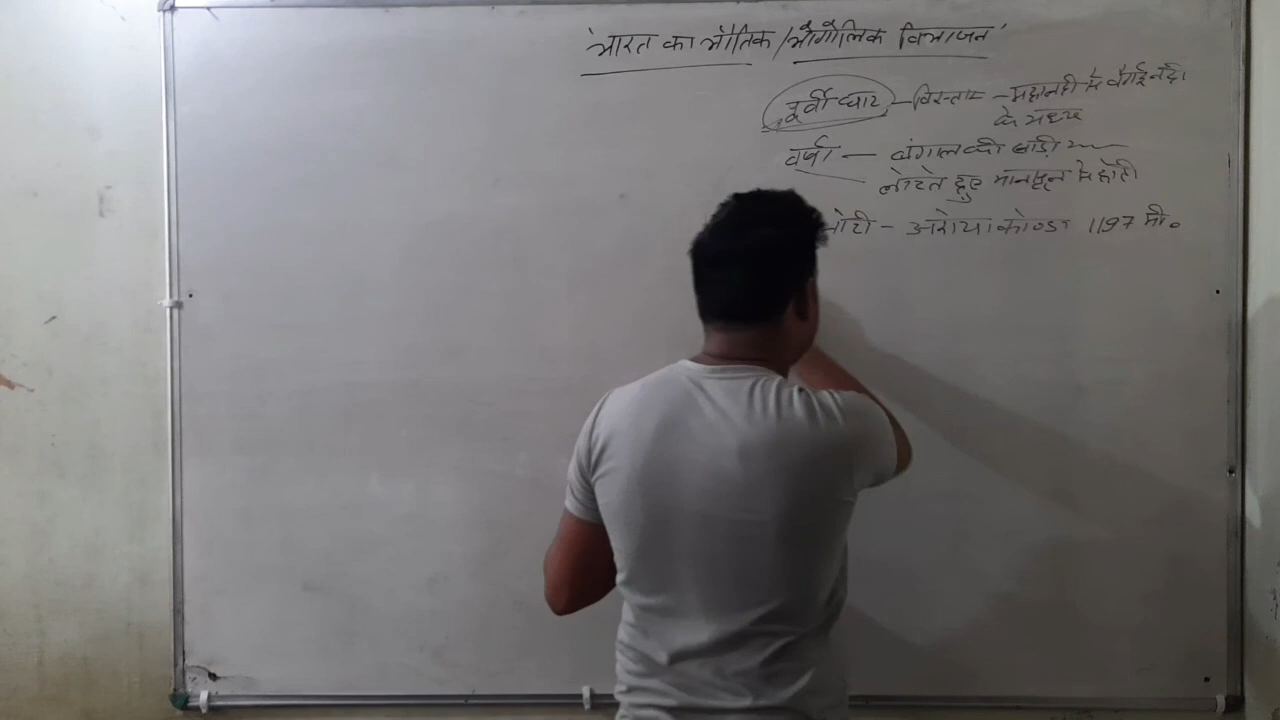 'भारत का भौतिक/भौगोलिक विभाजन'
पूर्वी घाट – विस्तार – महानदी से वैगई नदी
के मध्य
वर्षा – बंगाल की खाड़ी
लौटते हुए मानसून से होती
चोटी – अरोयाकोण्डा 1197 मी०